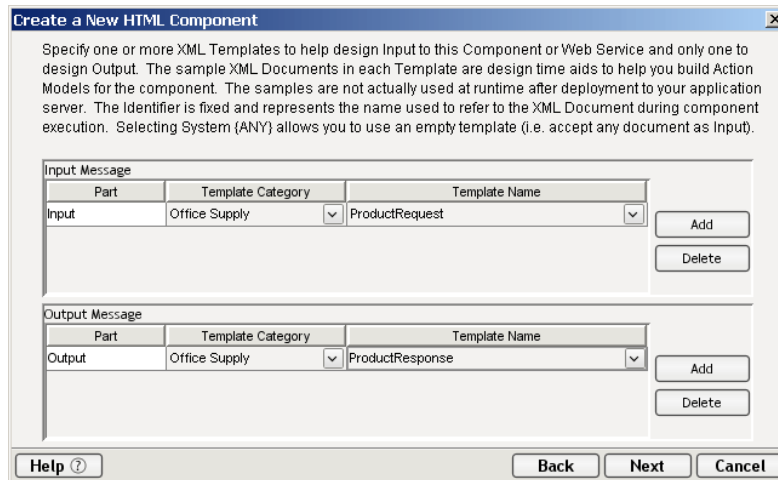 Create a New HTML Component
Specify one or more XML Templates to help design Input to this Component or Web Service and only one to
design Output. The sample XML Documents in each Template are design time aids to help you build Action
Models for the component. The samples are not actually used at runtime after deployment to your application
server. The Identifier is fixed and represents the name used to refer to the XML Document during component
execution. Selecting System {ANY} allows you to use an empty template (i.e. accept any document as Input).
Input Message
Part Template Category Template Name
Input Office Supply ProductRequest
Add
Delete
Output Message
Part Template Category Template Name
Output Office Supply ProductResponse
Add
Delete
Help ? Back Next Cancel